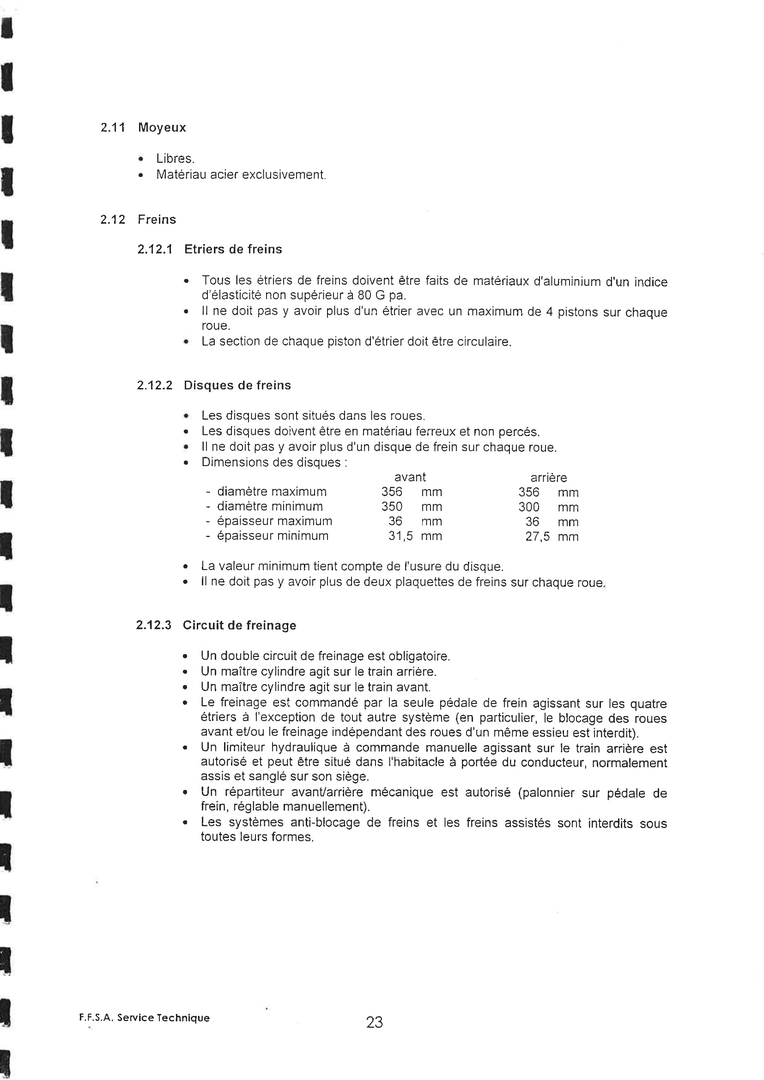 2.11 Moyeux
• Libres.
• Matériau acier exclusivement.
2.12 Freins
2.12.1 Etriers de freins
• Tous les étriers de freins doivent être faits de matériaux d'aluminium d'un indice
d'élasticité non supérieur à 80 G pa.
• Il ne doit pas y avoir plus d'un étrier avec un maximum de 4 pistons sur chaque
roue.
• La section de chaque piston d'étrier doit être circulaire.
2.12.2 Disques de freins
• Les disques sont situés dans les roues.
• Les disques doivent être en matériau ferreux et non percés.
• Il ne doit pas y avoir plus d'un disque de frein sur chaque roue.
• Dimensions des disques :
avant arrière
- diamètre maximum 356 mm 356 mm
- diamètre minimum 350 mm 300 mm
- épaisseur maximum 36 mm 36 mm
- épaisseur minimum 31,5 mm 27,5 mm
• La valeur minimum tient compte de l'usure du disque.
• Il ne doit pas y avoir plus de deux plaquettes de freins sur chaque roue.
2.12.3 Circuit de freinage
• Un double circuit de freinage est obligatoire.
• Un maître cylindre agit sur le train arrière.
• Un maître cylindre agit sur le train avant.
• Le freinage est commandé par la seule pédale de frein agissant sur les quatre
étriers à l'exception de tout autre système (en particulier, le blocage des roues
avant et/ou le freinage indépendant des roues d'un même essieu est interdit).
• Un limiteur hydraulique à commande manuelle agissant sur le train arrière est
autorisé et peut être situé dans l'habitacle à portée du conducteur, normalement
assis et sanglé sur son siège.
• Un répartiteur avant/arrière mécanique est autorisé (palonnier sur pédale de
frein, réglable manuellement).
• Les systèmes anti-blocage de freins et les freins assistés sont interdits sous
toutes leurs formes.
F.F.S.A. Service Technique
23